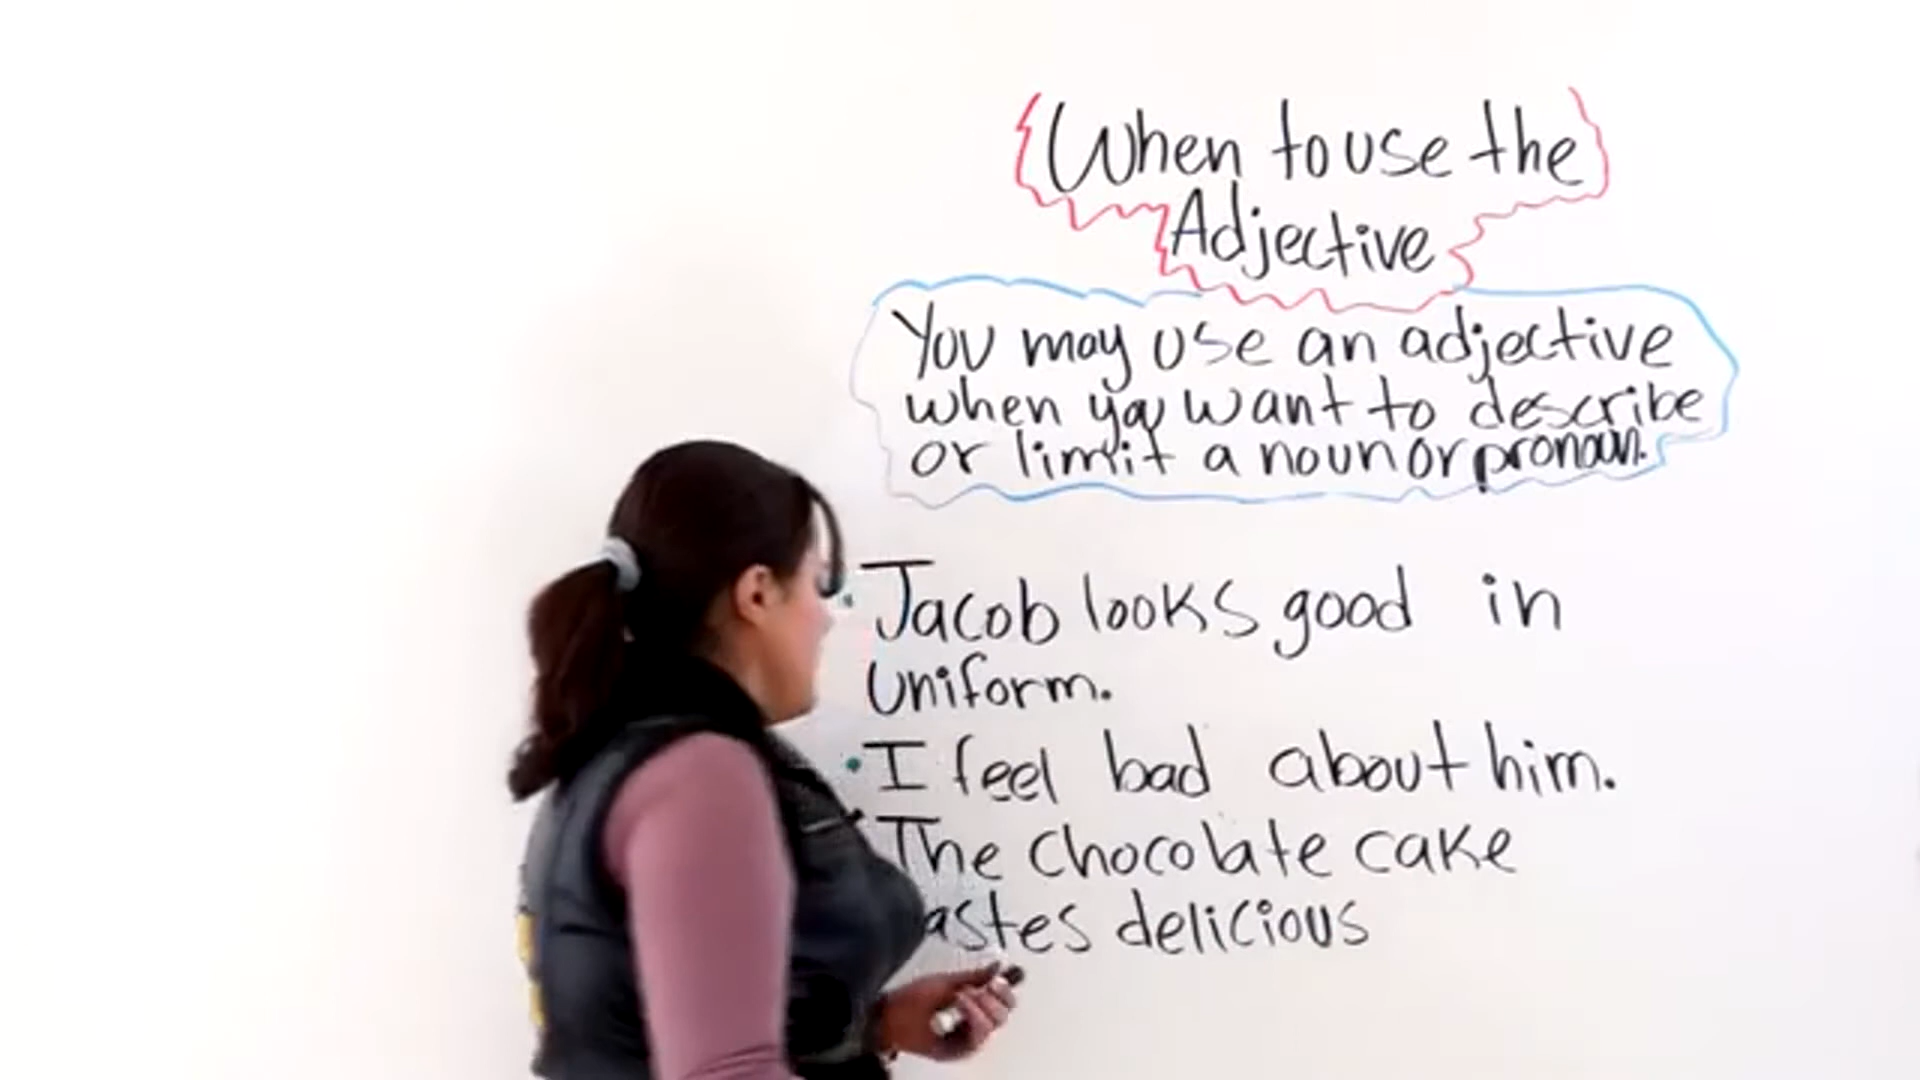 When to use the
Adjective
You may use an adjective
when you want to describe
or limit a noun or pronoun.
Jacob looks good in
uniform.
I feel bad about him.
The chocolate cake
astes delicious